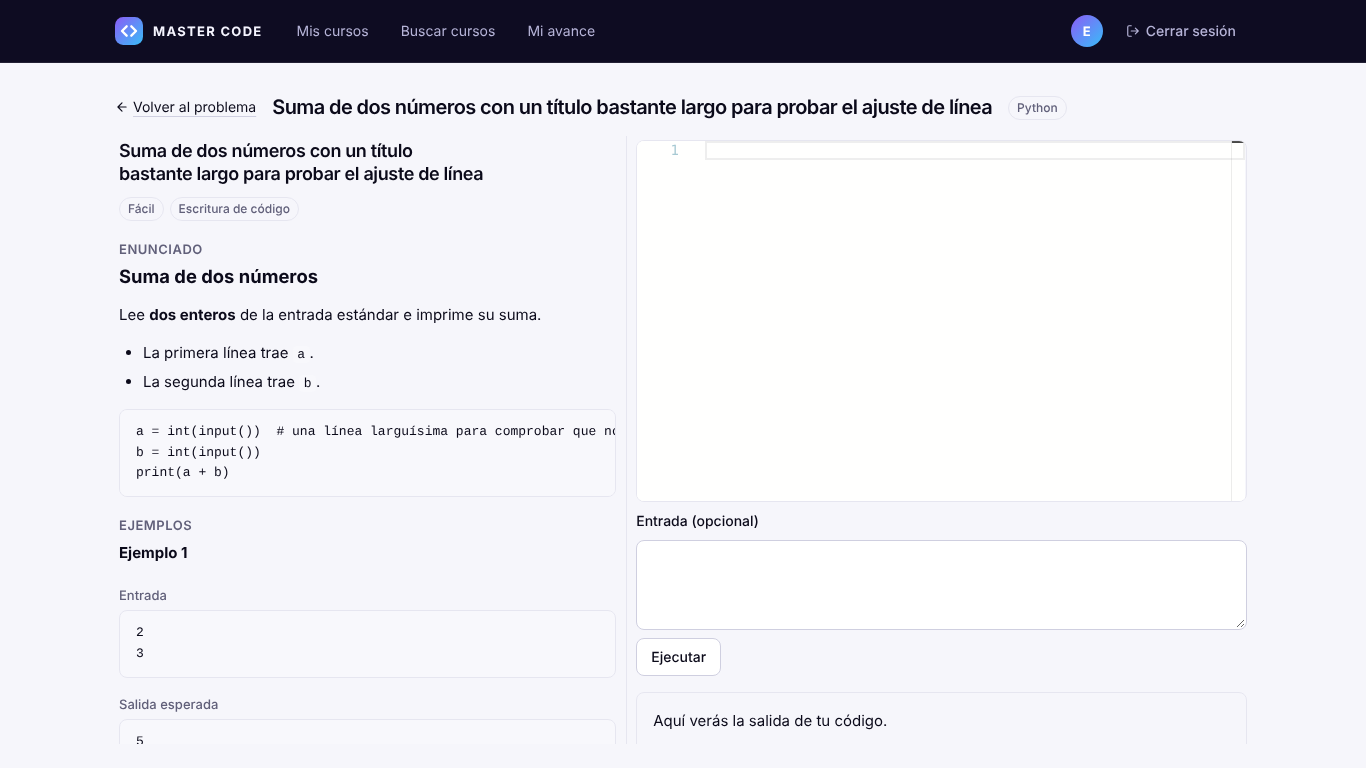 MASTER CODE
Mis cursos
Buscar cursos
Mi avance
E
Cerrar sesión
← Volver al problema
Suma de dos números con un título bastante largo para probar el ajuste de línea
Python
Suma de dos números con un título
bastante largo para probar el ajuste de línea
Fácil
Escritura de código
ENUNCIADO
Suma de dos números
Lee dos enteros de la entrada estándar e imprime su suma.
• La primera línea trae a .
• La segunda línea trae b .
a = int(input())  # una línea larguísima para comprobar que no
b = int(input())
print(a + b)
EJEMPLOS
Ejemplo 1
Entrada
2
3
Salida esperada
5
1
Entrada (opcional)
Ejecutar
Aquí verás la salida de tu código.